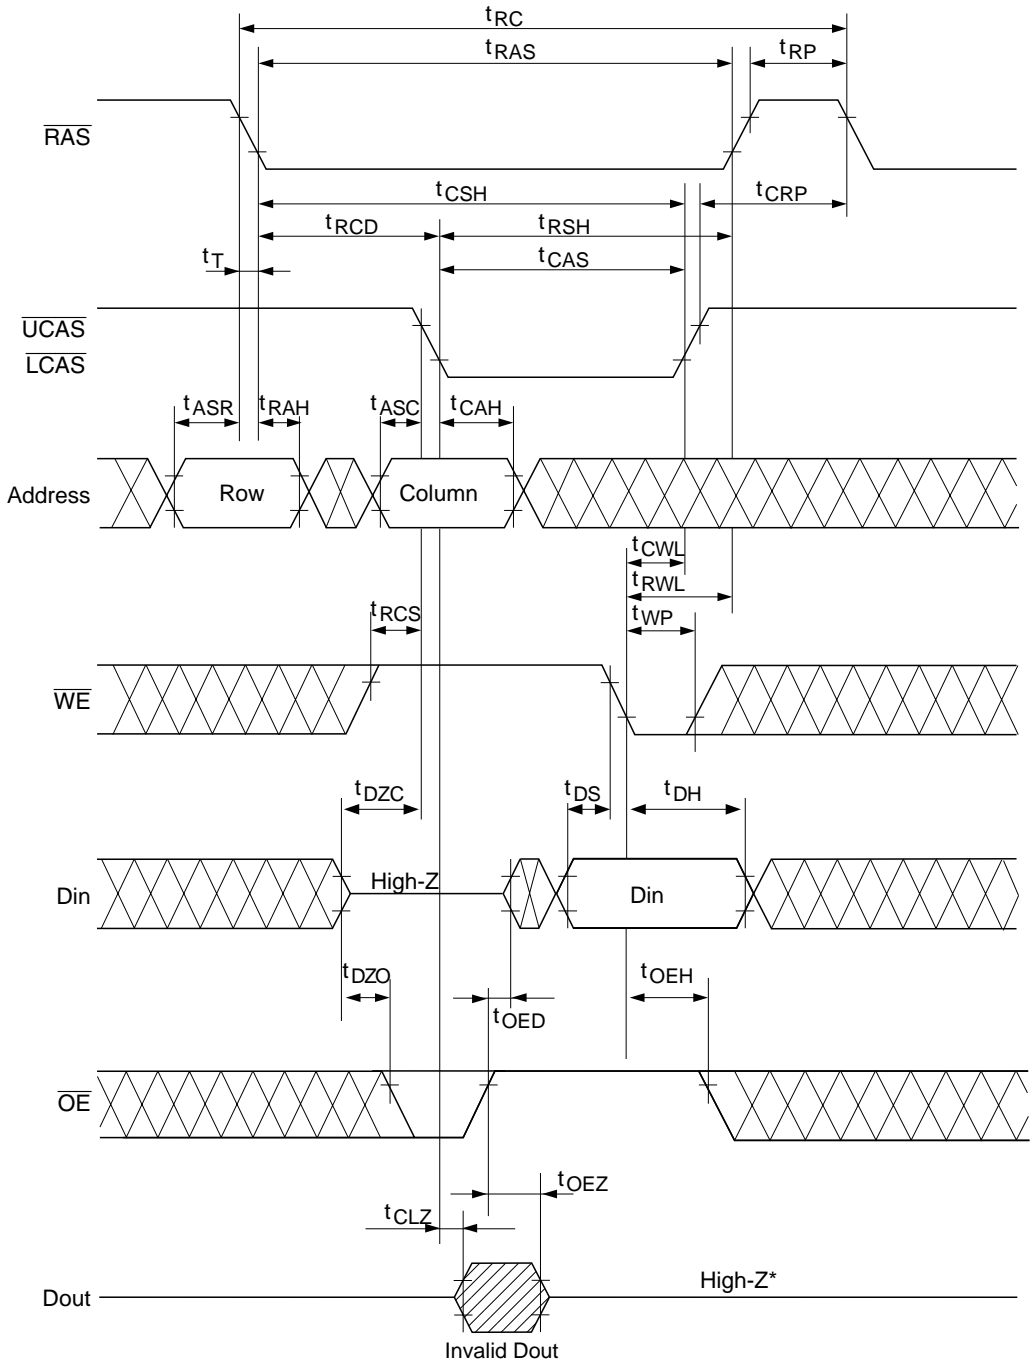 tRC
tRAS
tRP
RAS
tCSH
tCRP
tRCD
tRSH
tT
tCAS
UCAS
LCAS
tASR
tRAH
tASC
tCAH
Address
Row
Column
tCWL
tRWL
tRCS
tWP
WE
tDZC
tDS
tDH
High-Z
Din
Din
tDZO
tOEH
tOED
OE
tOEZ
tCLZ
High-Z*
Dout
Invalid Dout